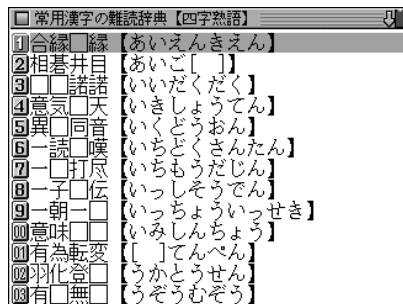 常用漢字の難読辞典【四字熟語】
1合縁□縁【あいえんきえん】
2相碁井目【あいご[ ]】
3□□諾諾【いいだくだく】
4意気□天【いきしょうてん】
5異□同音【いくどうおん】
6一読□嘆【いちどくさんたん】
7一□打尽【いちもうだじん】
8一子□伝【いっしそうでん】
9一朝一□【いっちょういっせき】
00意味□□【いみしんちょう】
01有為転変【[ ]てんぺん】
02羽化登□【うかとうせん】
03有□無□【うぞうむぞう】